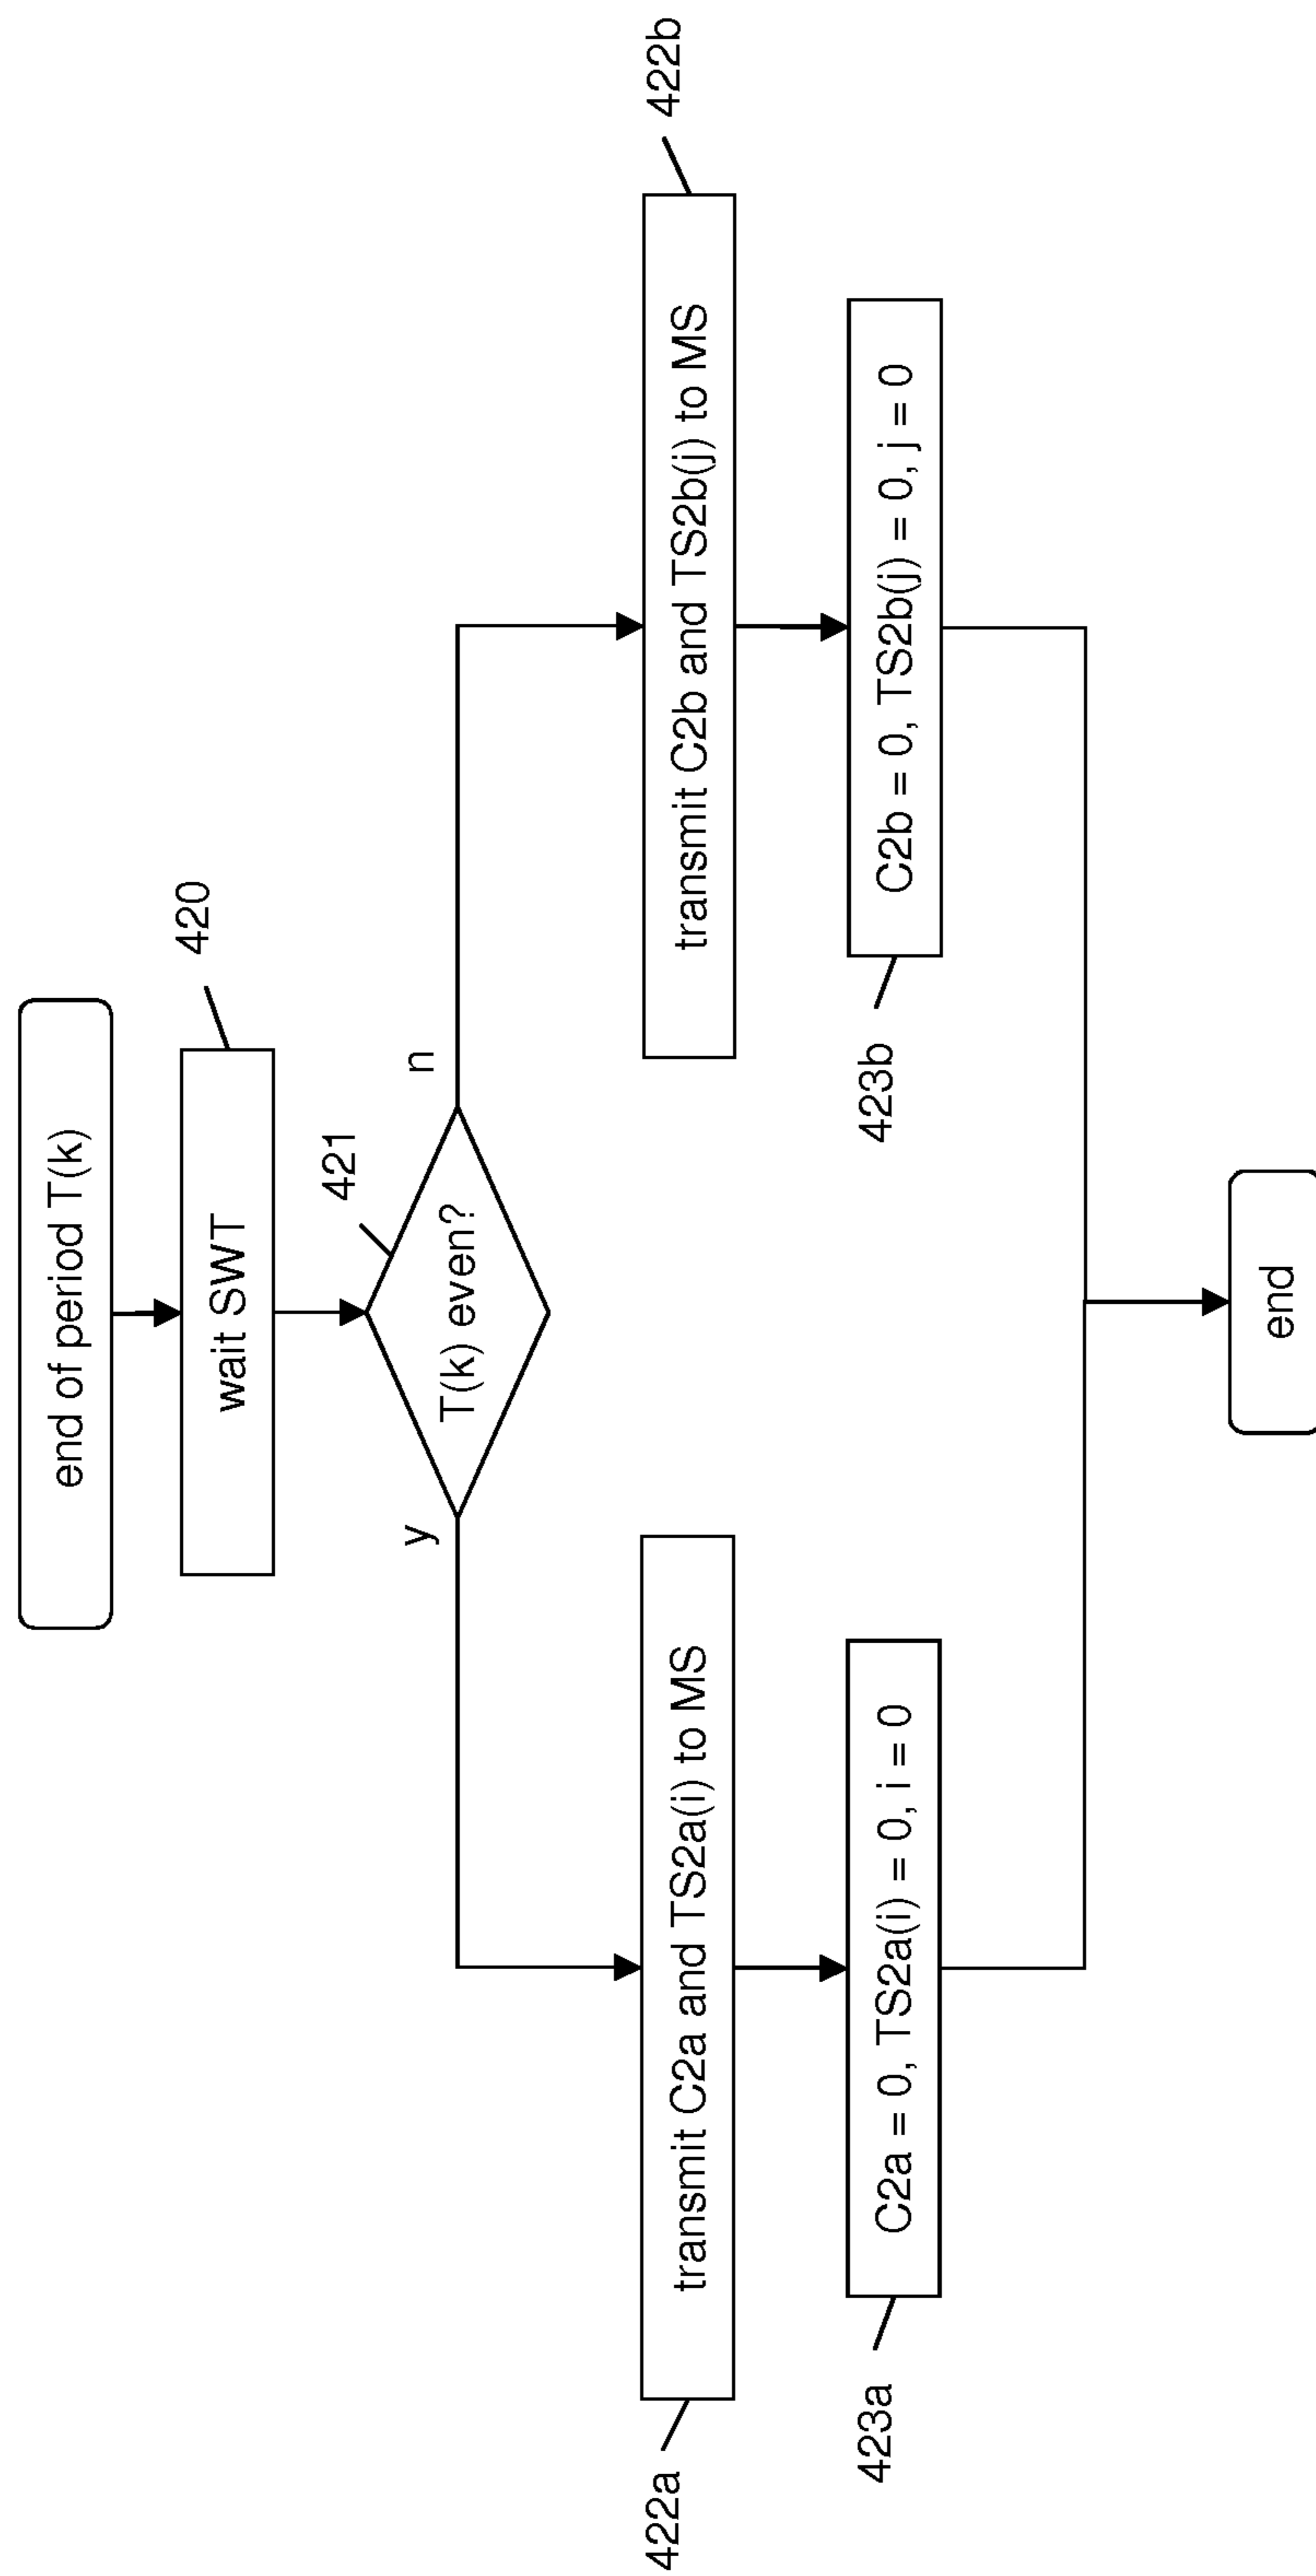 end of period T(k)
420
wait SWT
421
T(k) even?
y
n
422a
transmit C2a and TS2a(i) to MS
transmit C2b and TS2b(j) to MS
422b
423a
C2a = 0, TS2a(i) = 0, i = 0
423b
C2b = 0, TS2b(j) = 0, j = 0
end